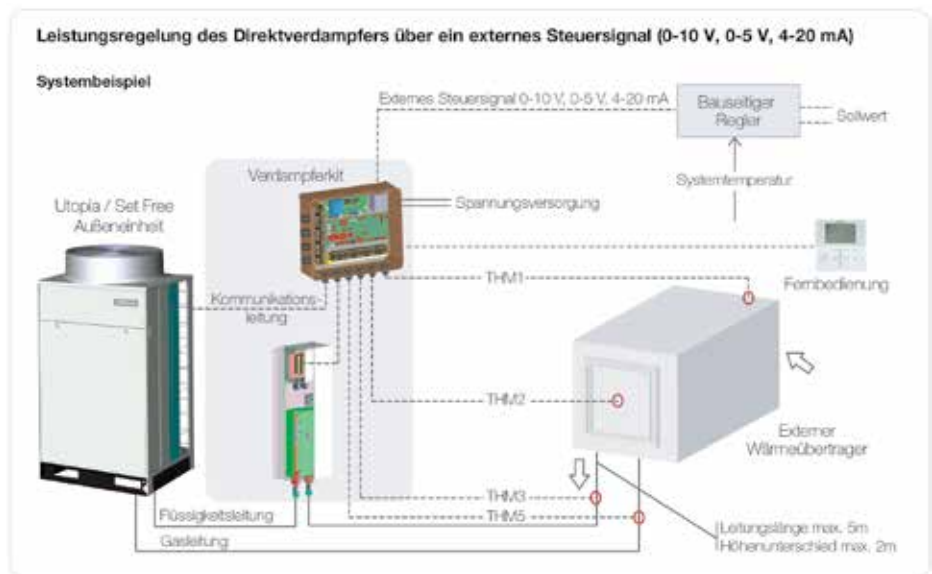 Leistungsregelung des Direktverdampfers über ein externes Steuersignal (0-10 V, 0-5 V, 4-20 mA)
Systembeispiel
Externes Steuersignal 0-10 V, 0-5 V, 4-20 mA
Bauseitiger
Regler
Sollwert
Verdampferkit
Systemtemperatur
Utopia / Set Free
Außeneinheit
Spannungsversorgung
THM1
Fernbedienung
Kommunikations-
leitung
THM2
Externer
Wärmeübertrager
THM3
Flüssigkeitsleitung
THM5
Gasleitung
Leitungslänge max. 5m
Höhenunterschied max. 2m